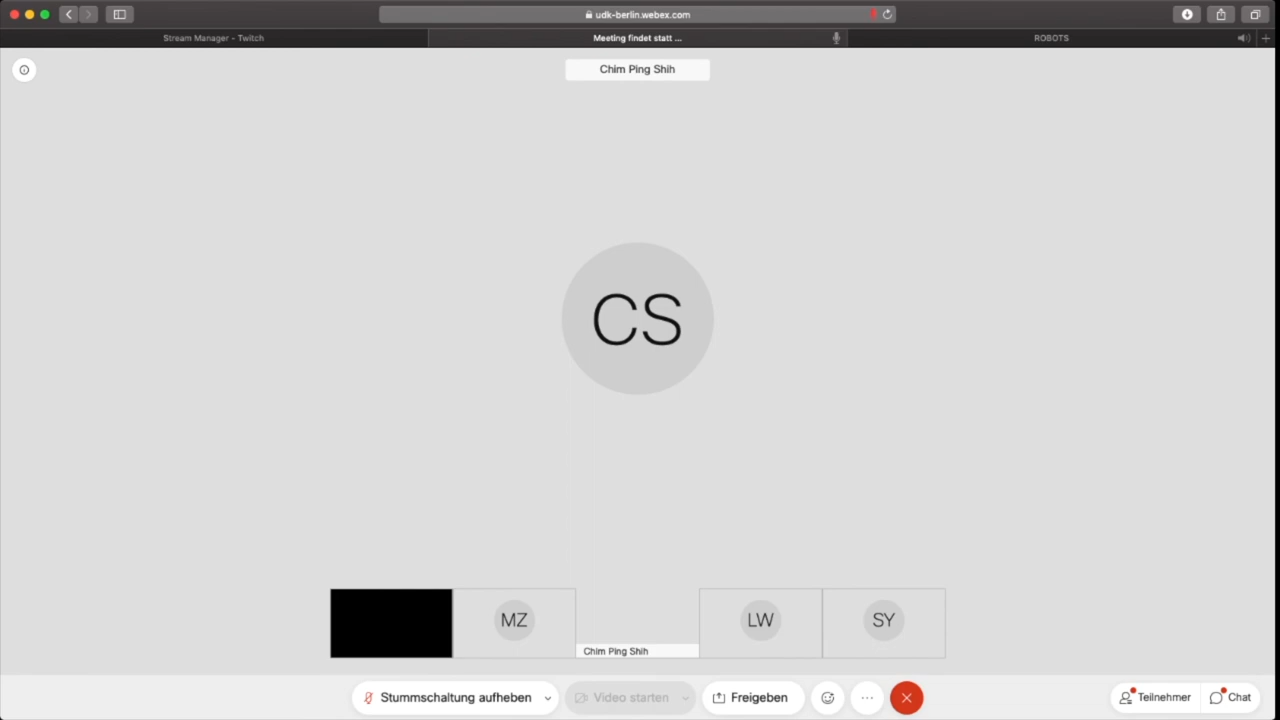 udk-berlin.webex.com
Stream Manager - Twitch
Meeting findet statt ...
ROBOTS
Chim Ping Shih
CS
MZ
Chim Ping Shih
LW
SY
Stummschaltung aufheben
Video starten
Freigeben
Teilnehmer
Chat